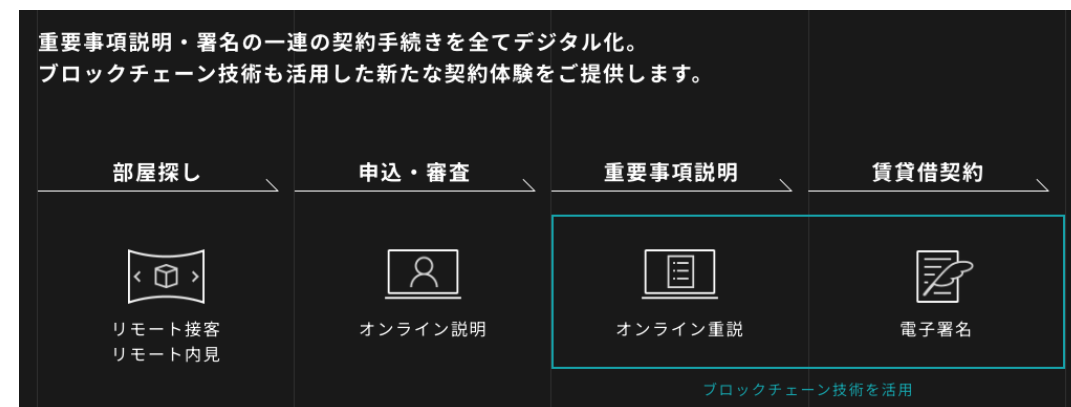 重要事項説明・署名の一連の契約手続きを全てデジタル化。
ブロックチェーン技術も活用した新たな契約体験をご提供します。
部屋探し
申込・審査
重要事項説明
賃貸借契約
リモート接客
リモート内見
オンライン説明
オンライン重説
電子署名
ブロックチェーン技術を活用